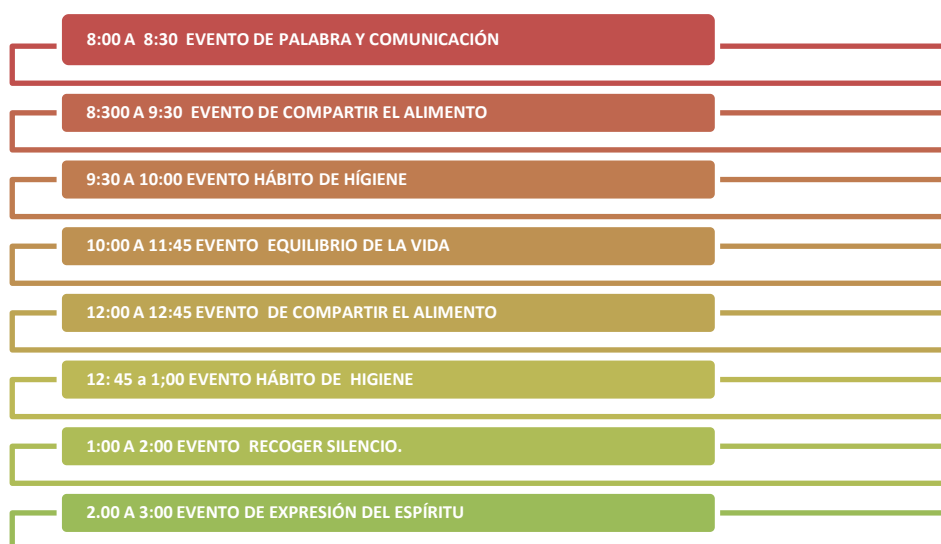 8:00 A 8:30 EVENTO DE PALABRA Y COMUNICACIÓN
8:300 A 9:30 EVENTO DE COMPARTIR EL ALIMENTO
9:30 A 10:00 EVENTO HÁBITO DE HÍGIENE
10:00 A 11:45 EVENTO EQUILIBRIO DE LA VIDA
12:00 A 12:45 EVENTO DE COMPARTIR EL ALIMENTO
12: 45 a 1;00 EVENTO HÁBITO DE HIGIENE
1:00 A 2:00 EVENTO RECOGER SILENCIO.
2.00 A 3:00 EVENTO DE EXPRESIÓN DEL ESPÍRITU